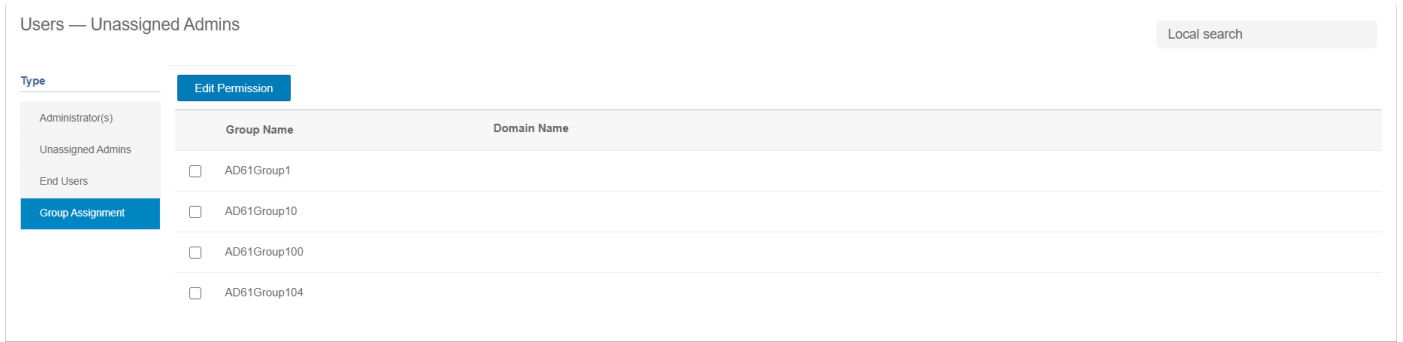 Users — Unassigned Admins
Local search
Type
Administrator(s)
Unassigned Admins
End Users
Group Assignment
Edit Permission
Group Name Domain Name
AD61Group1
AD61Group10
AD61Group100
AD61Group104